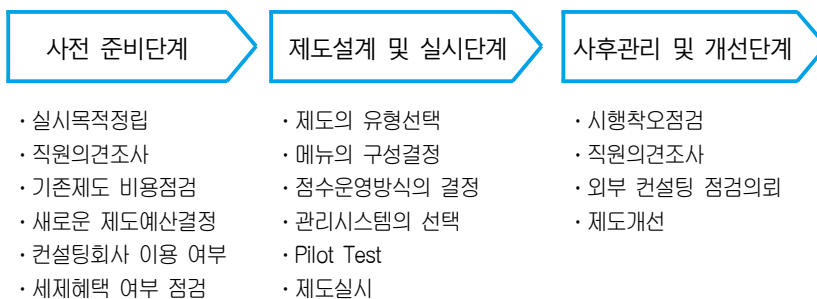 사전 준비단계
· 실시목적정립
· 직원의견조사
· 기존제도 비용점검
· 새로운 제도예산결정
· 컨설팅회사 이용 여부
· 세제혜택 여부 점검
제도설계 및 실시단계
· 제도의 유형선택
· 메뉴의 구성결정
· 점수운영방식의 결정
· 관리시스템의 선택
· Pilot Test
· 제도실시
사후관리 및 개선단계
· 시행착오점검
· 직원의견조사
· 외부 컨설팅 점검의뢰
· 제도개선